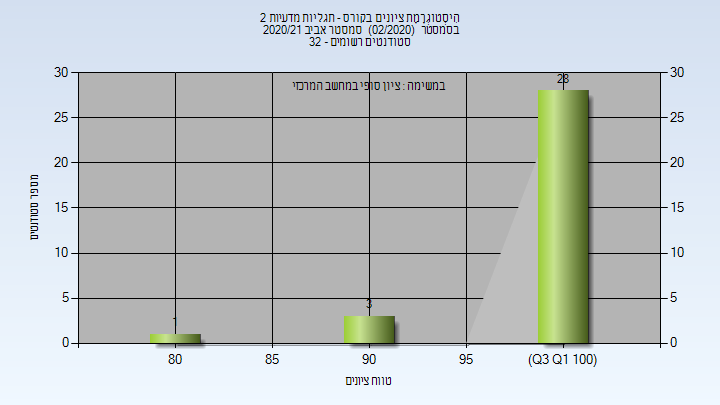 היסטוגרמת ציונים בקורס - תגליות מדעיות 2
בסמסטר (02/2020) סמסטר אביב 2020/21
סטודנטים רשומים - 32
במשימה : ציון סופי במחשב המרכזי
30 30
25 25
20 20
15 15
10 10
5 5
0 0
מספר סטודנטים
1
3
28
80 85 90 95 (Q3 Q1 100)
טווח ציונים